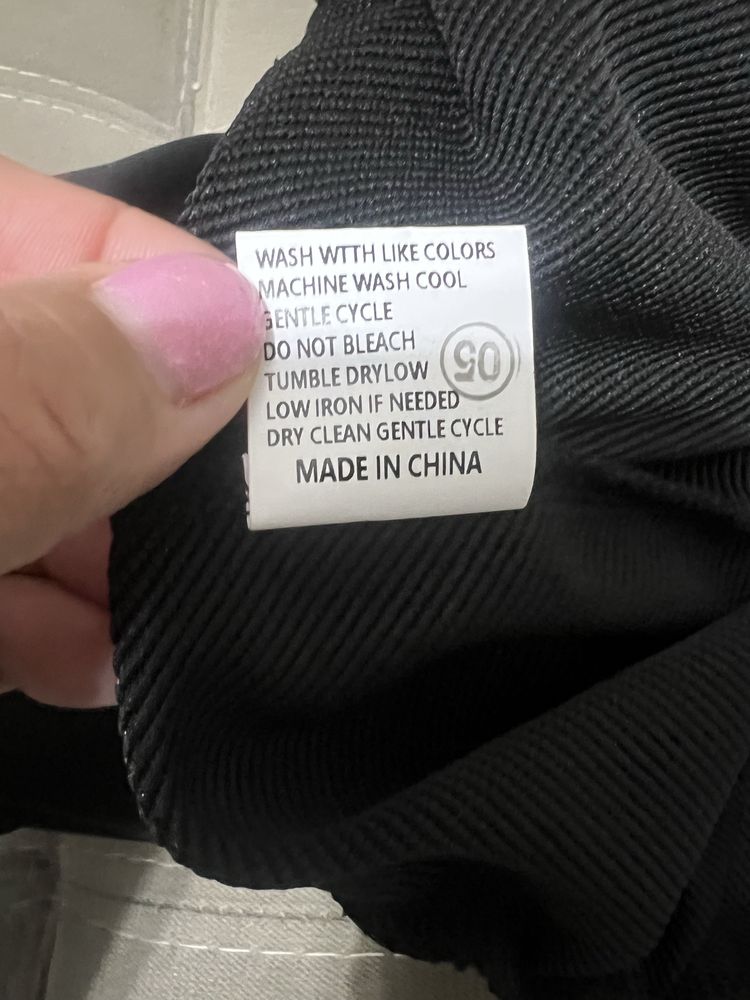 WASH WTTH LIKE COLORS
MACHINE WASH COOL
GENTLE CYCLE
DO NOT BLEACH
TUMBLE DRYLOW
LOW IRON IF NEEDED
DRY CLEAN GENTLE CYCLE
MADE IN CHINA
05